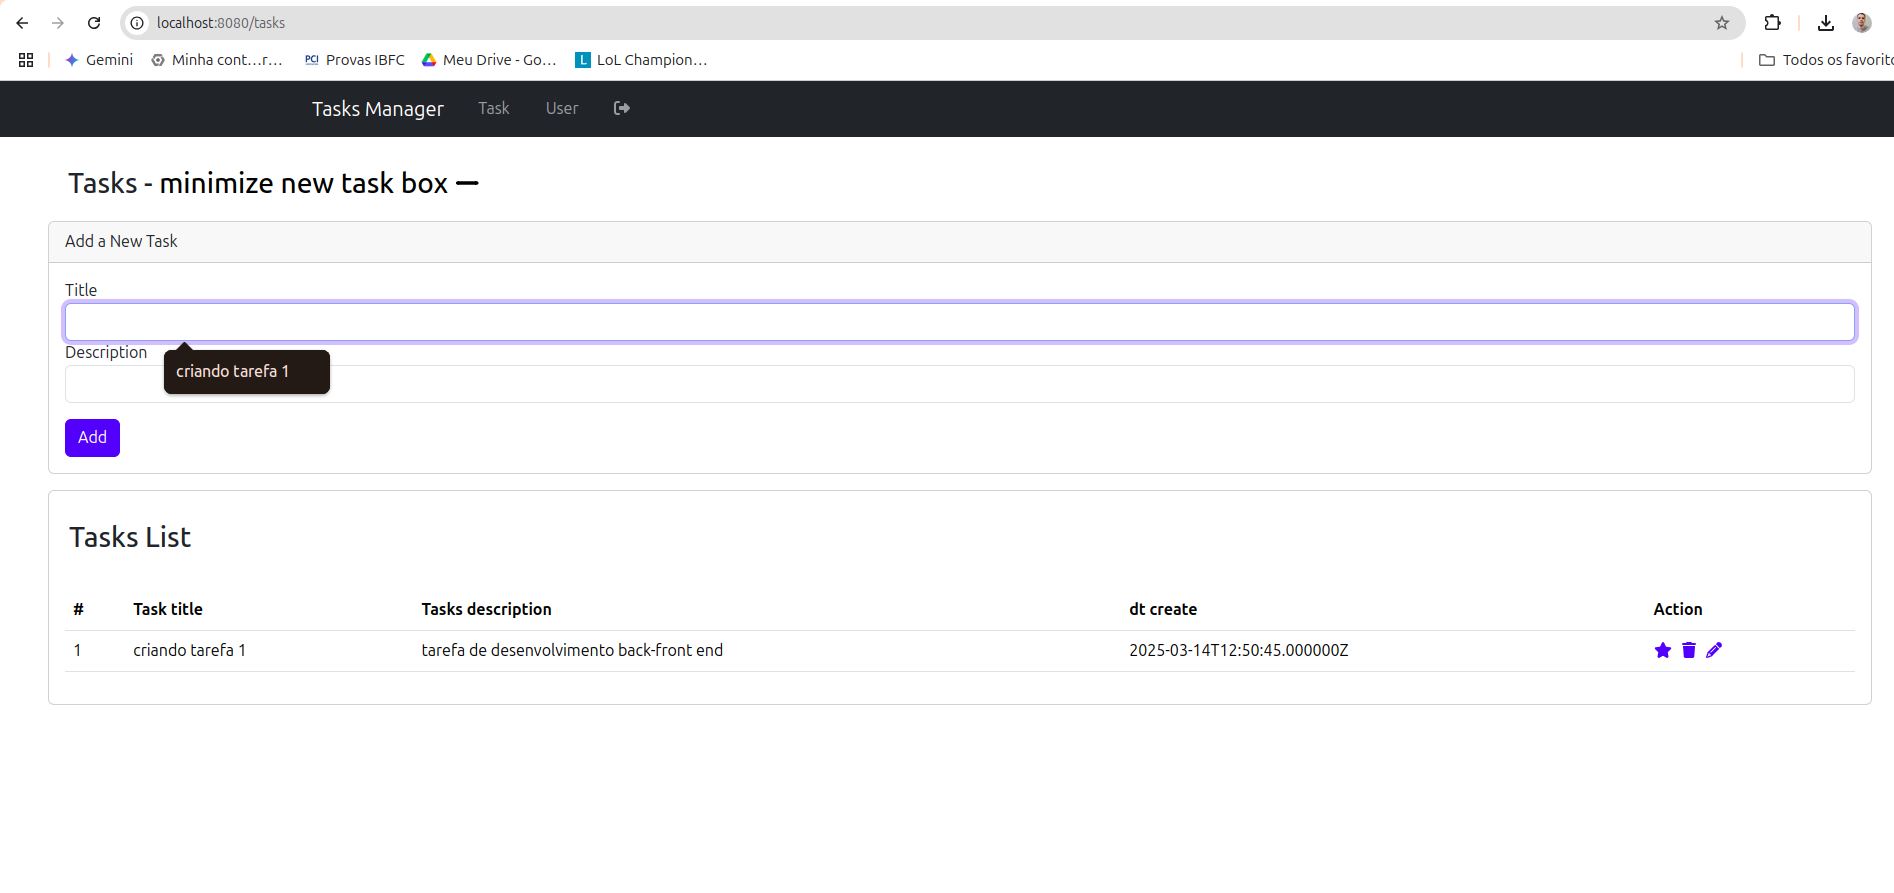 localhost:8080/tasks
Gemini Minha cont...r... PCI Provas IBFC Meu Drive - Go... L LoL Champion... Todos os favorito
Tasks Manager Task User
Tasks - minimize new task box
Add a New Task
Title
Description
criando tarefa 1
Add
Tasks List
# Task title Tasks description dt create Action
1 criando tarefa 1 tarefa de desenvolvimento back-front end 2025-03-14T12:50:45.000000Z